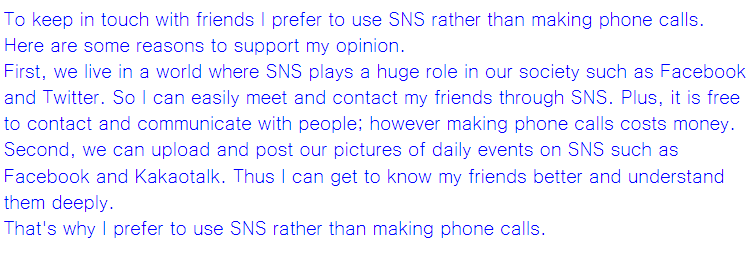 To keep in touch with friends I prefer to use SNS rather than making phone calls.
Here are some reasons to support my opinion.
First, we live in a world where SNS plays a huge role in our society such as Facebook
and Twitter. So I can easily meet and contact my friends through SNS. Plus, it is free
to contact and communicate with people; however making phone calls costs money.
Second, we can upload and post our pictures of daily events on SNS such as
Facebook and Kakaotalk. Thus I can get to know my friends better and understand
them deeply.
That's why I prefer to use SNS rather than making phone calls.